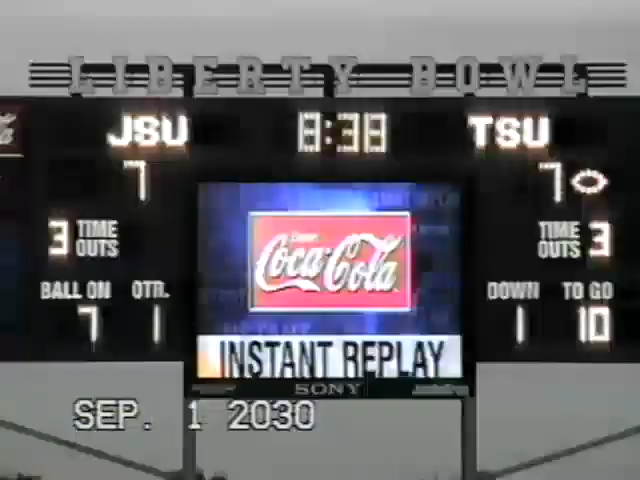 LIBERTY BOWL
JSU 8:38 TSU
7 7
3 TIME OUTS TIME OUTS 3
BALL ON QTR. DOWN TO GO
7 1 1 10
Coca-Cola
INSTANT REPLAY
SONY
SEP. 1 2030